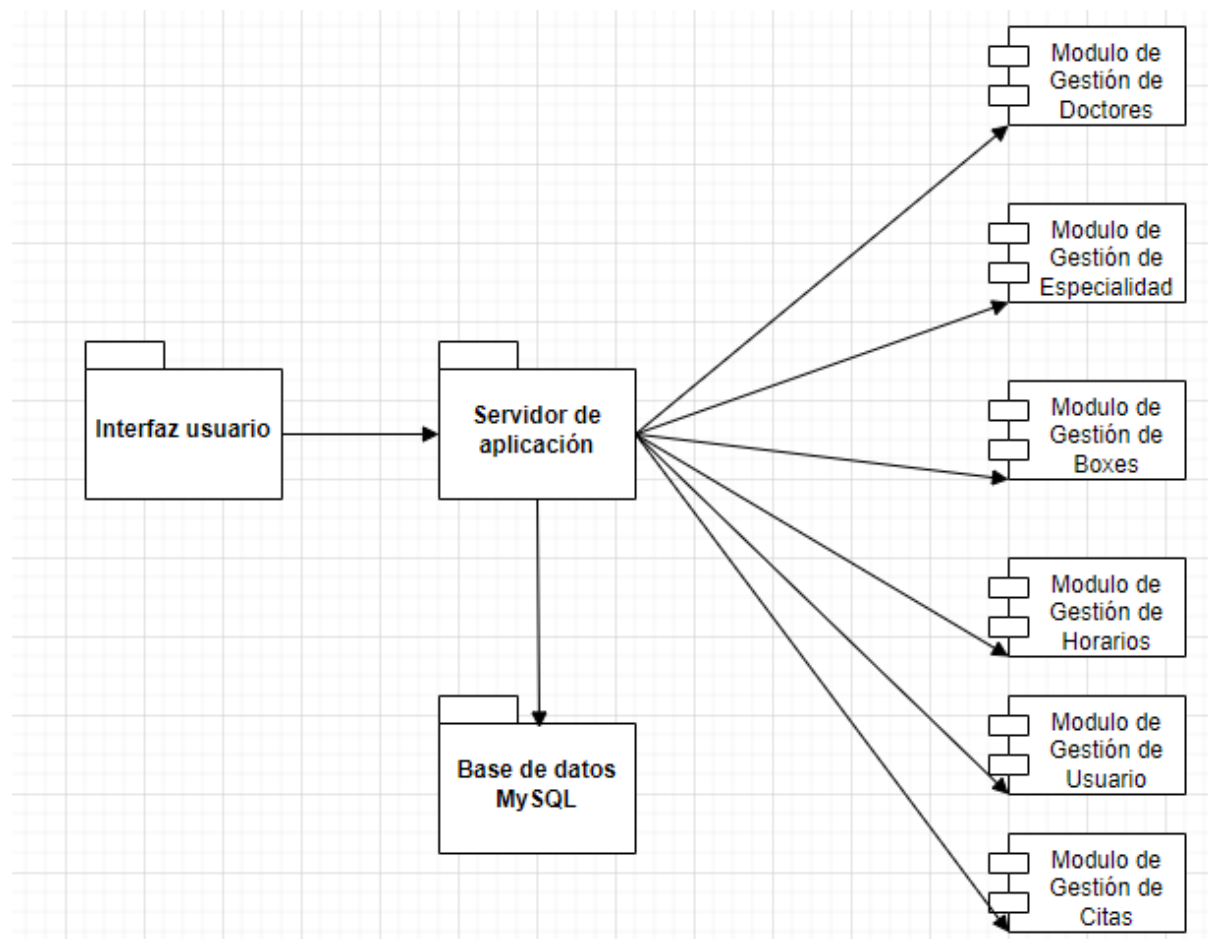 Modulo de
Gestión de
Doctores
Modulo de
Gestión de
Especialidad
Interfaz usuario
Servidor de
aplicación
Modulo de
Gestión de
Boxes
Modulo de
Gestión de
Horarios
Base de datos
MySQL
Modulo de
Gestión de
Usuario
Modulo de
Gestión de
Citas